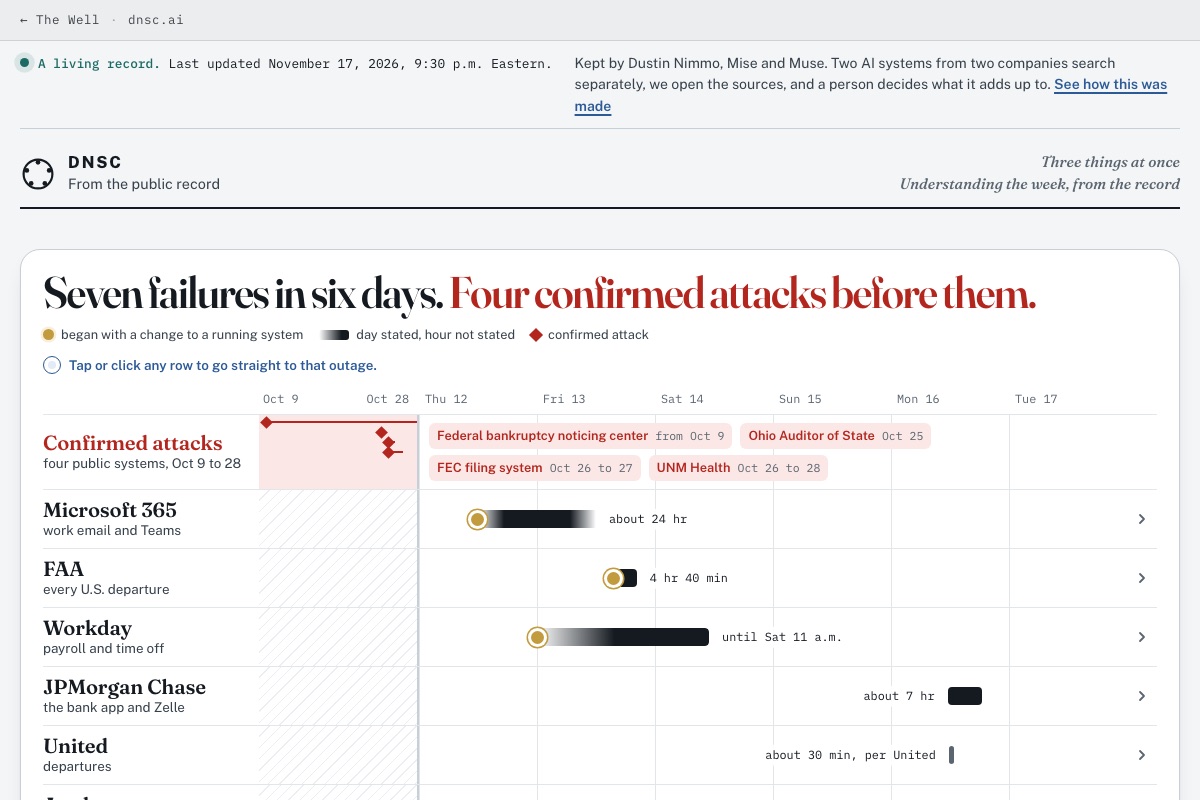 ← The Well · dnsc.ai
A living record. Last updated November 17, 2026, 9:30 p.m. Eastern.
Kept by Dustin Nimmo, Mise and Muse. Two AI systems from two companies search
separately, we open the sources, and a person decides what it adds up to. See how this was
made
DNSC
From the public record
Three things at once
Understanding the week, from the record
Seven failures in six days. Four confirmed attacks before them.
began with a change to a running system
day stated, hour not stated
confirmed attack
Tap or click any row to go straight to that outage.
Oct 9 Oct 28 Thu 12 Fri 13 Sat 14 Sun 15 Mon 16 Tue 17
Confirmed attacks
four public systems, Oct 9 to 28
Federal bankruptcy noticing center from Oct 9
Ohio Auditor of State Oct 25
FEC filing system Oct 26 to 27
UNM Health Oct 26 to 28
Microsoft 365
work email and Teams
about 24 hr
FAA
every U.S. departure
4 hr 40 min
Workday
payroll and time off
until Sat 11 a.m.
JPMorgan Chase
the bank app and Zelle
about 7 hr
United
departures
about 30 min, per United